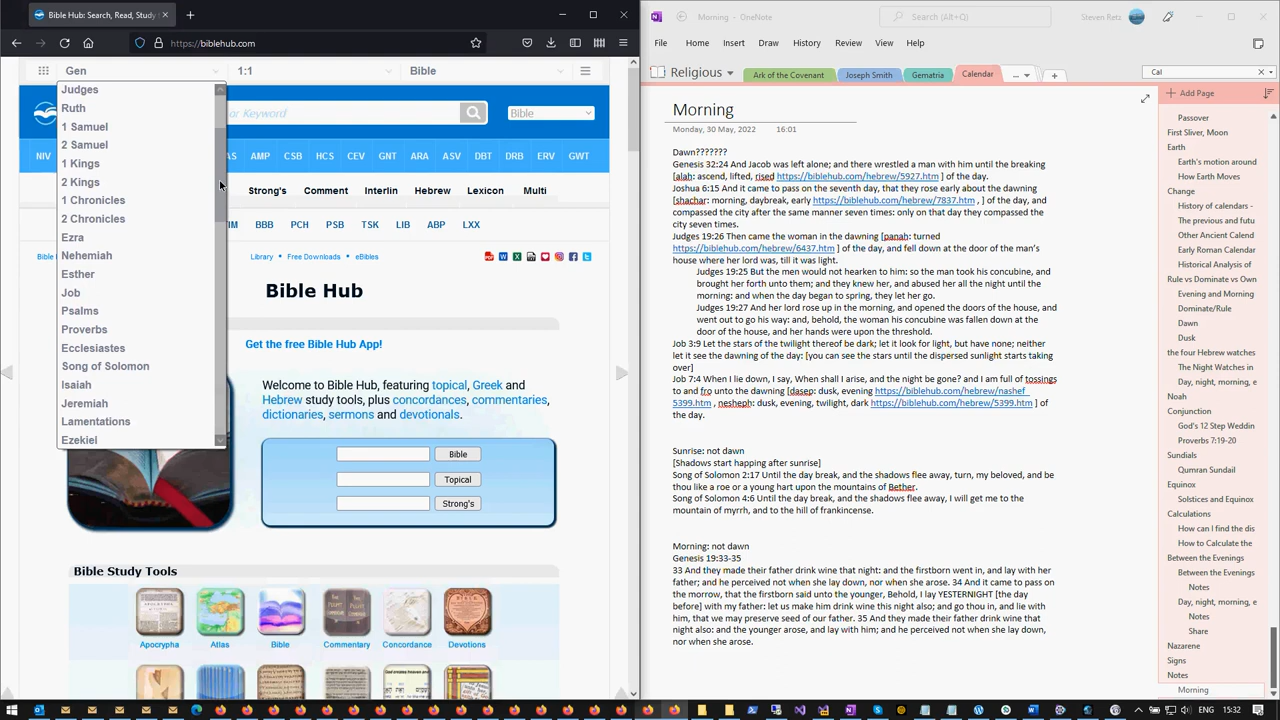 Bible Hub: Search, Read, Study
https://biblehub.com
Gen
1:1
Bible
Judges
Ruth
1 Samuel
2 Samuel
1 Kings
2 Kings
1 Chronicles
2 Chronicles
Ezra
Nehemiah
Esther
Job
Psalms
Proverbs
Ecclesiastes
Song of Solomon
Isaiah
Jeremiah
Lamentations
Ezekiel
or Keyword
Bible
NIV
AS AMP CSB HCS CEV GNT ARA ASV DBT DRB ERV GWT
Strong's Comment Interlin Hebrew Lexicon Multi
IM BBB PCH PSB TSK LIB ABP LXX
Bible
Library | Free Downloads | eBibles
Bible Hub
Get the free Bible Hub App!
Welcome to Bible Hub, featuring topical, Greek and
Hebrew study tools, plus concordances, commentaries,
dictionaries, sermons and devotionals.
Bible
Topical
Strong's
Bible Study Tools
Apocrypha Atlas Bible Commentary Concordance Devotions
Morning - OneNote
Search (Alt+Q)
Steven Retz
File Home Insert Draw History Review View Help
Religious
Ark of the Covenant
Joseph Smith
Gematria
Calendar
Cal
Morning
Monday, 30 May, 2022 16:01
Dawn???????
Genesis 32:24 And Jacob was left alone; and there wrestled a man with him until the breaking
[alah: ascend, lifted, rised https://biblehub.com/hebrew/5927.htm ] of the day.
Joshua 6:15 And it came to pass on the seventh day, that they rose early about the dawning
[shachar: morning, daybreak, early https://biblehub.com/hebrew/7837.htm , ] of the day, and
compassed the city after the same manner seven times: only on that day they compassed the
city seven times.
Judges 19:26 Then came the woman in the dawning [panah: turned
https://biblehub.com/hebrew/6437.htm ] of the day, and fell down at the door of the man's
house where her lord was, till it was light.
Judges 19:25 But the men would not hearken to him: so the man took his concubine, and
brought her forth unto them; and they knew her, and abused her all the night until the
morning: and when the day began to spring, they let her go.
Judges 19:27 And her lord rose up in the morning, and opened the doors of the house, and
went out to go his way: and, behold, the woman his concubine was fallen down at the
door of the house, and her hands were upon the threshold.
Job 3:9 Let the stars of the twilight thereof be dark; let it look for light, but have none; neither
let it see the dawning of the day: [you can see the stars until the dispersed sunlight starts taking
over]
Job 7:4 When I lie down, I say, When shall I arise, and the night be gone? and I am full of tossings
to and fro unto the dawning [dasep: dusk, evening https://biblehub.com/hebrew/nashef_
5399.htm , nesheph: dusk, evening, twilight, dark https://biblehub.com/hebrew/5399.htm ] of
the day.
Sunrise: not dawn
[Shadows start happing after sunrise]
Song of Solomon 2:17 Until the day break, and the shadows flee away, turn, my beloved, and be
thou like a roe or a young hart upon the mountains of Bether.
Song of Solomon 4:6 Until the day break, and the shadows flee away, I will get me to the
mountain of myrrh, and to the hill of frankincense.
Morning: not dawn
Genesis 19:33-35
33 And they made their father drink wine that night: and the firstborn went in, and lay with her
father; and he perceived not when she lay down, nor when she arose. 34 And it came to pass on
the morrow, that the firstborn said unto the younger, Behold, I lay YESTERNIGHT [the day
before] with my father: let us make him drink wine this night also; and go thou in, and lie with
him, that we may preserve seed of our father. 35 And they made their father drink wine that
night also: and the younger arose, and lay with him; and he perceived not when she lay down,
nor when she arose.
Add Page
Passover
First Sliver, Moon
Earth
Earth's motion around
How Earth Moves
Change
History of Calendars -
The previous and futu
Other Ancient Calend
Early Roman Calendar
Historical Analysis of
Rule vs Dominate vs Own
Evening and Morning
Dominate/Rule
Dawn
Dusk
the four Hebrew watches
The Night Watches in
Day, night, morning, e
Noah
Conjunction
God's 12 Step Weddin
Proverbs 7:19-20
Sundials
Qumran Sundail
Equinox
Solstices and Equinox
Calculations
How can I find the dis
How to Calculate the
Between the Evenings
Between the Evenings
Notes
Day, night, morning, e
Notes
Share
Nazarene
Signs
Notes
Morning
ENG 15:32